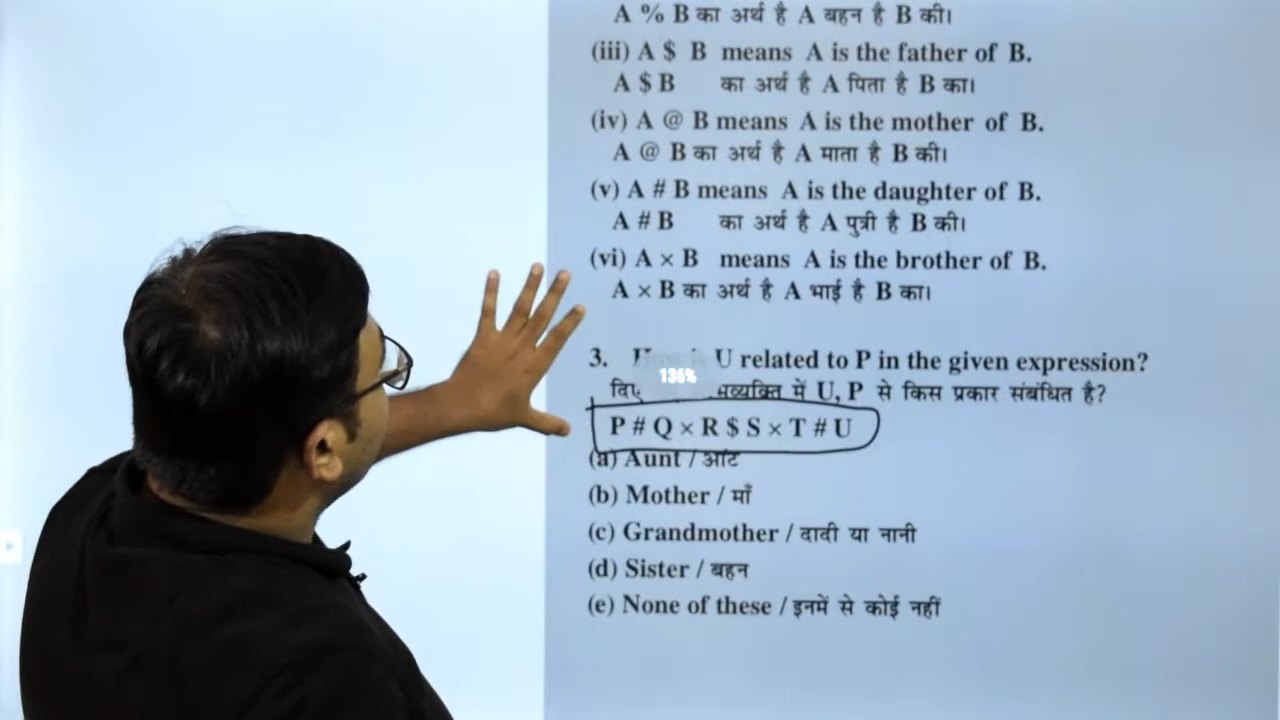 A % B का अर्थ है A बहन है B की।
(iii) A $ B means A is the father of B.
A $ B का अर्थ है A पिता है B का।
(iv) A @ B means A is the mother of B.
A @ B का अर्थ है A माता है B की।
(v) A # B means A is the daughter of B.
A # B का अर्थ है A पुत्री है B की।
(vi) A × B means A is the brother of B.
A × B का अर्थ है A भाई है B का।
3. U related to P in the given expression?
136%
में U, P से किस प्रकार संबंधित है?
P # Q × R $ S × T # U
(a) Aunt / आंट
(b) Mother / माँ
(c) Grandmother / दादी या नानी
(d) Sister / बहन
(e) None of these / इनमें से कोई नहीं